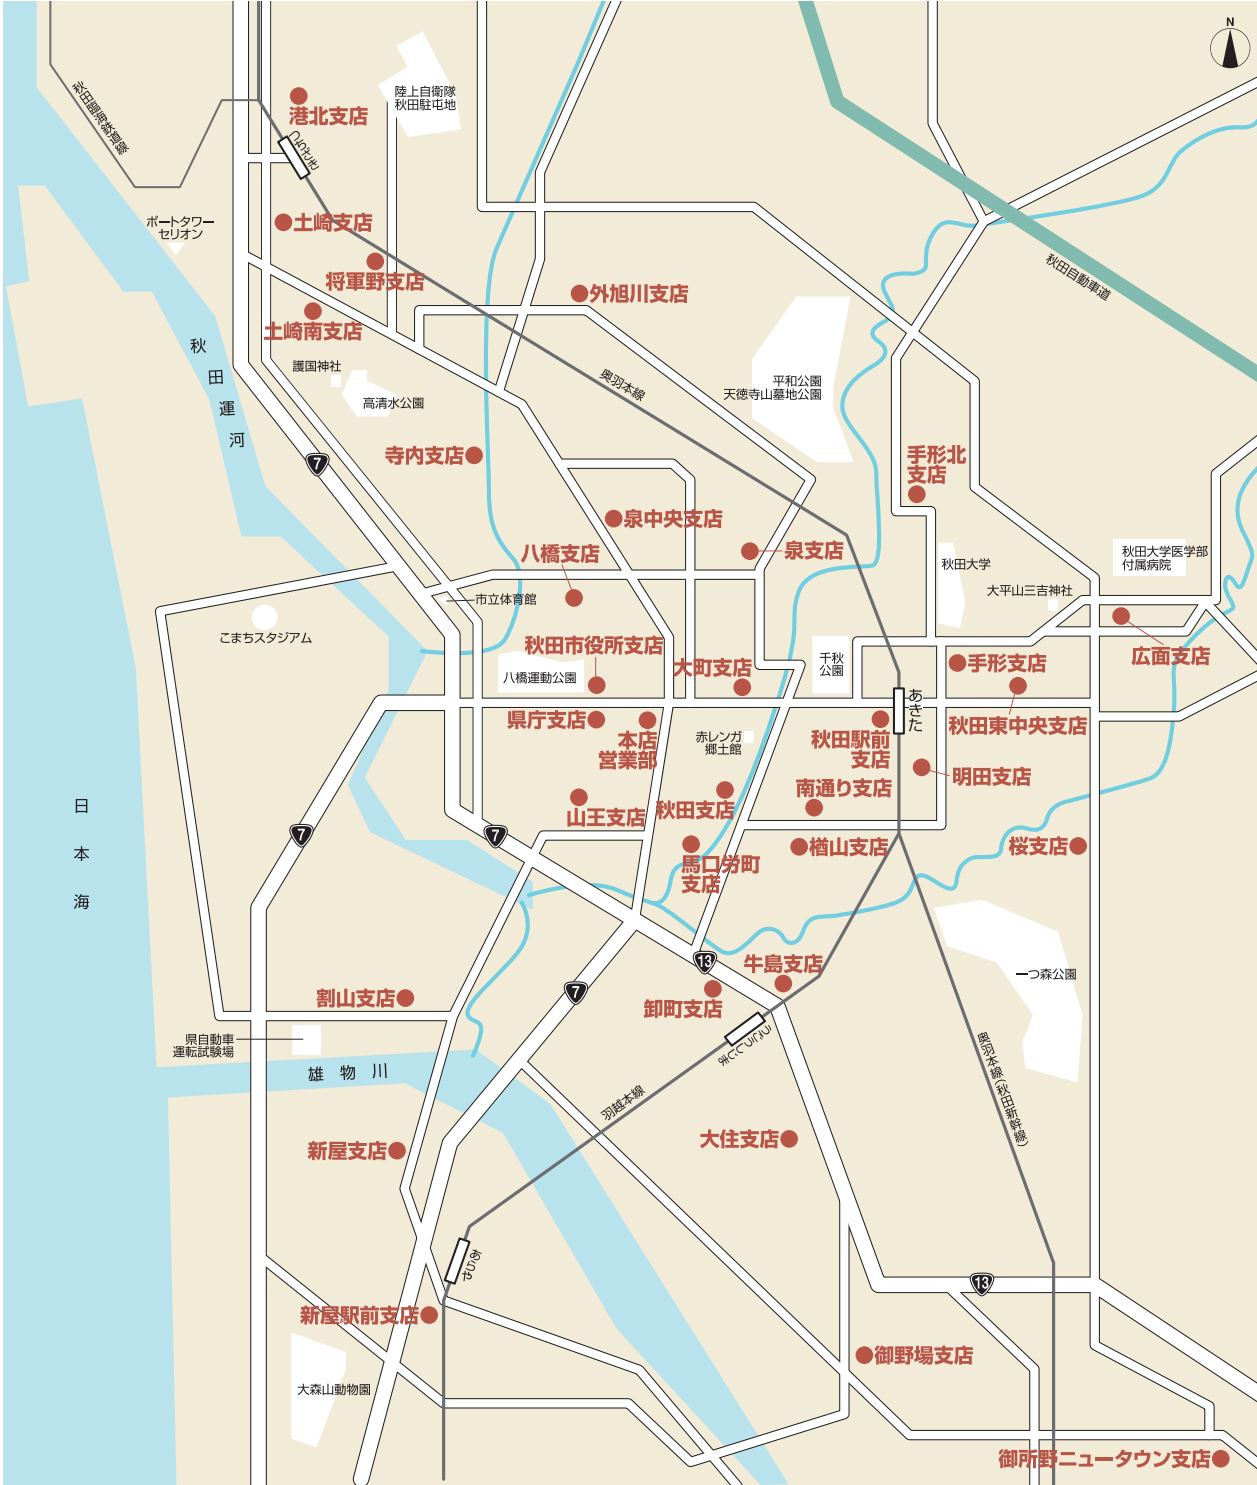 N
秋田臨海鉄道線
港北支店
陸上自衛隊
秋田駐屯地
つちざき
土崎支店
ポートタワー
セリオン
将軍野支店
土崎南支店
外旭川支店
秋田自動車道
秋田運河
護国神社
高清水公園
奥羽本線
平和公園
天徳寺山墓地公園
7
寺内支店
手形北
支店
泉中央支店
八橋支店
泉支店
秋田大学
秋田大学医学部
付属病院
大平山三吉神社
市立体育館
こまちスタジアム
秋田市役所支店
大町支店
千秋
公園
手形支店
広面支店
八橋運動公園
あきた
県庁支店
本店
営業部
赤レンガ
郷土館
秋田駅前
支店
秋田東中央支店
明田支店
南通り支店
山王支店
秋田支店
日本海
7
7
馬口労町
支店
楢山支店
桜支店
13
牛島支店
一つ森公園
割山支店
7
卸町支店
県自動車
運転試験場
うごうしじま
奥羽本線(秋田新幹線)
雄物川
羽越本線
新屋支店
大住支店
あらや
13
新屋駅前支店
御野場支店
大森山動物園
御所野ニュータウン支店